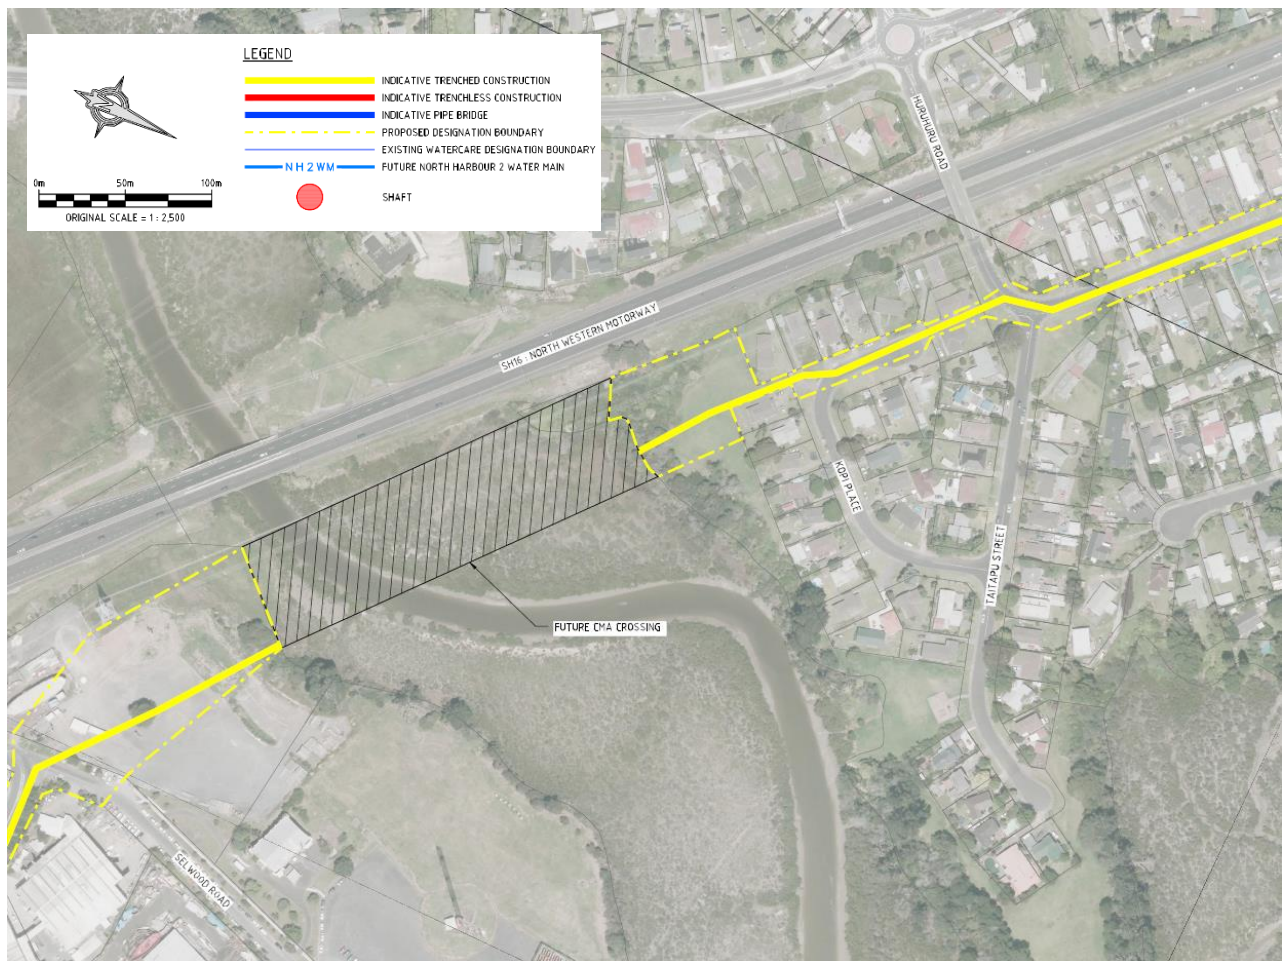 LEGEND
INDICATIVE TRENCHED CONSTRUCTION
INDICATIVE TRENCHLESS CONSTRUCTION
INDICATIVE PIPE BRIDGE
PROPOSED DESIGNATION BOUNDARY
EXISTING WATERCARE DESIGNATION BOUNDARY
NH2WM FUTURE NORTH HARBOUR 2 WATER MAIN
SHAFT
0m 50m 100m
ORIGINAL SCALE = 1 : 2,500
HURUHURU ROAD
SH16 : NORTH WESTERN MOTORWAY
KOPI PLACE
TAITAPU STREET
FUTURE CMA CROSSING
SELWOOD ROAD